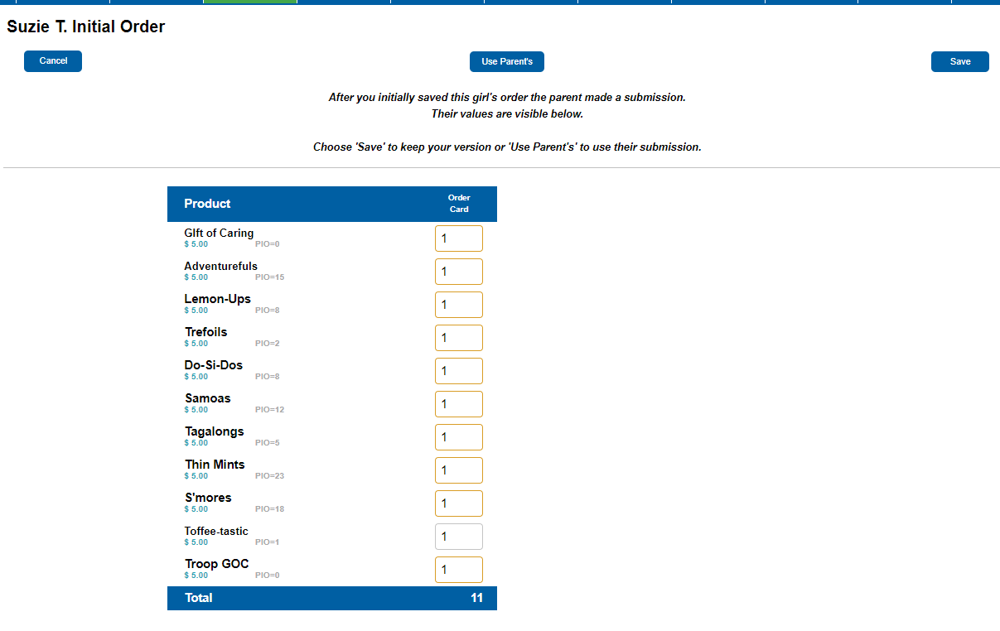 Suzie T. Initial Order
Cancel
Use Parent's
Save
After you initially saved this girl's order the parent made a submission.
Their values are visible below.
Choose 'Save' to keep your version or 'Use Parent's' to use their submission.
Product
Order
Card
GIft of Caring
$ 5.00 PIO=0
1
Adventurefuls
$ 5.00 PIO=15
1
Lemon-Ups
$ 5.00 PIO=8
1
Trefoils
$ 5.00 PIO=2
1
Do-Si-Dos
$ 5.00 PIO=8
1
Samoas
$ 5.00 PIO=12
1
Tagalongs
$ 5.00 PIO=5
1
Thin Mints
$ 5.00 PIO=23
1
S'mores
$ 5.00 PIO=18
1
Toffee-tastic
$ 5.00 PIO=1
1
Troop GOC
$ 5.00 PIO=0
1
Total 11